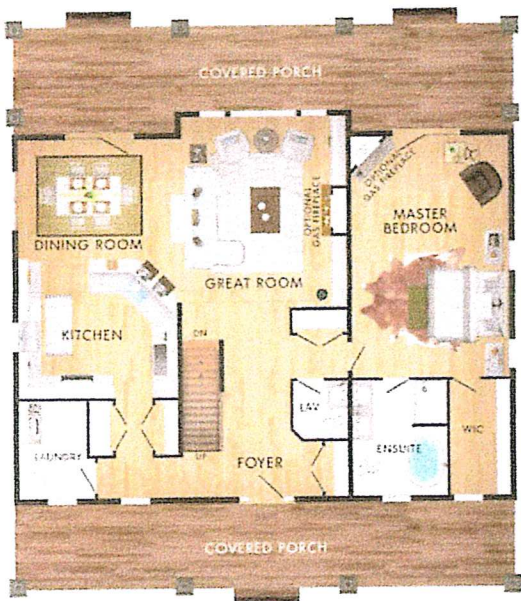 COVERED PORCH
OPTIONAL
GAS FIREPLACE
MASTER
BEDROOM
OPTIONAL
GAS FIREPLACE
DINING ROOM
GREAT ROOM
KITCHEN
DN
LAV
UP
LAUNDRY
FOYER
ENSUITE
WIC
COVERED PORCH